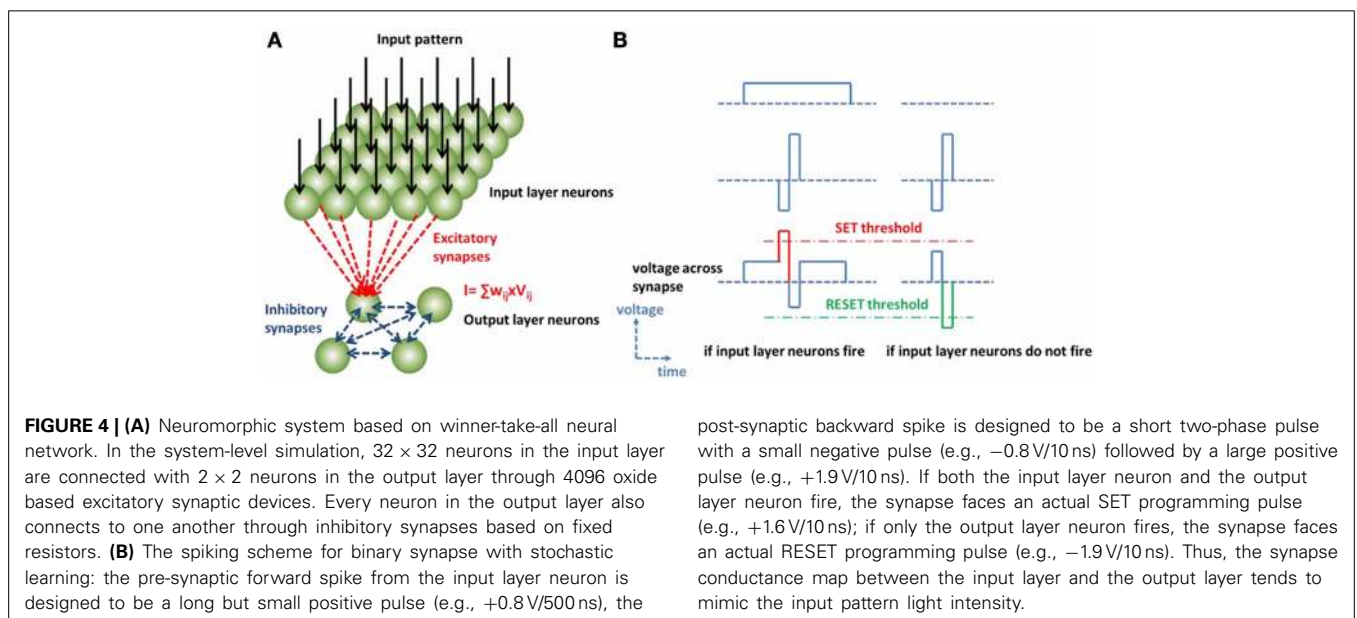 A
Input pattern
Input layer neurons
Excitatory
synapses
I= ∑wijxVij
Inhibitory
synapses
Output layer neurons
B
SET threshold
voltage across
synapse
RESET threshold
voltage
time
if input layer neurons fire
if input layer neurons do not fire
FIGURE 4 | (A) Neuromorphic system based on winner-take-all neural
network. In the system-level simulation, 32 × 32 neurons in the input layer
are connected with 2 × 2 neurons in the output layer through 4096 oxide
based excitatory synaptic devices. Every neuron in the output layer also
connects to one another through inhibitory synapses based on fixed
resistors. (B) The spiking scheme for binary synapse with stochastic
learning: the pre-synaptic forward spike from the input layer neuron is
designed to be a long but small positive pulse (e.g., +0.8 V/500 ns), the
post-synaptic backward spike is designed to be a short two-phase pulse
with a small negative pulse (e.g., −0.8 V/10 ns) followed by a large positive
pulse (e.g., +1.9 V/10 ns). If both the input layer neuron and the output
layer neuron fire, the synapse faces an actual SET programming pulse
(e.g., +1.6 V/10 ns); if only the output layer neuron fires, the synapse faces
an actual RESET programming pulse (e.g., −1.9 V/10 ns). Thus, the synapse
conductance map between the input layer and the output layer tends to
mimic the input pattern light intensity.